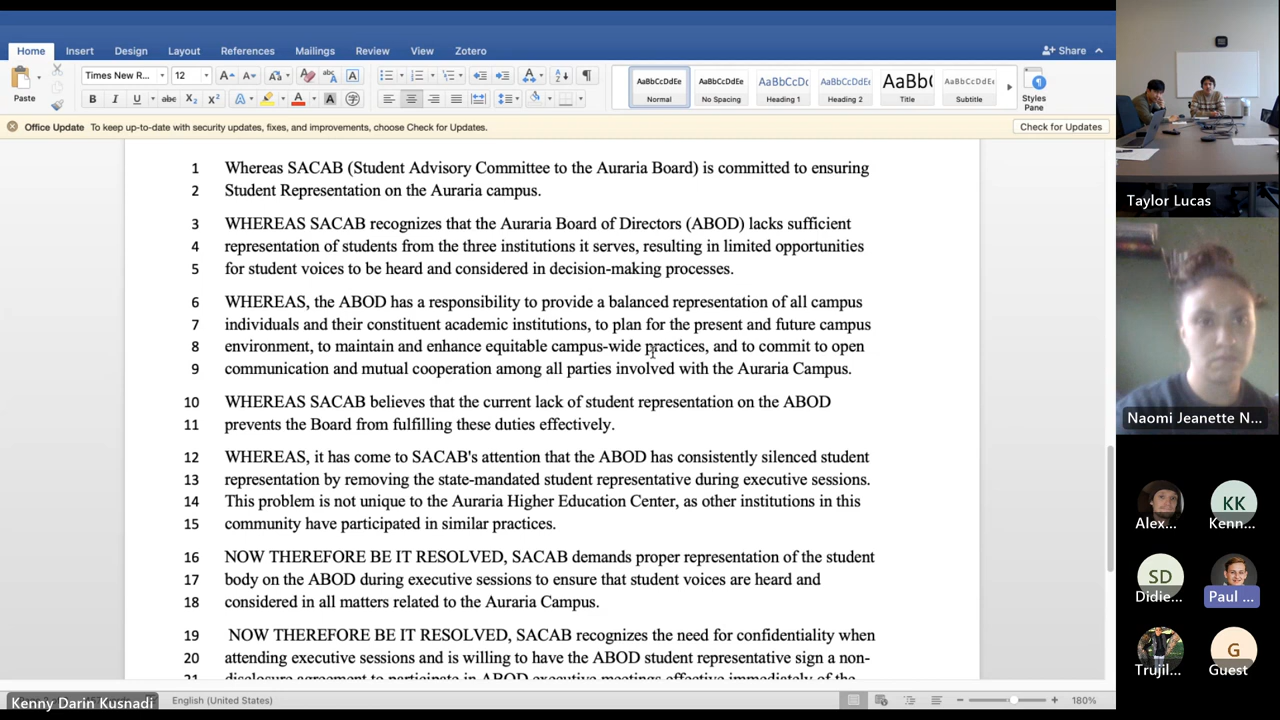 Home Insert Design Layout References Mailings Review View Zotero Share
Paste
Times New R... 12
B I U abc X₂ X²
AaBbCcDdEe Normal
AaBbCcDdEe No Spacing
AaBbCcDc Heading 1
AaBbCcDdE Heading 2
AaBb( Title
AaBbCcDdEe Subtitle
Styles Pane
Office Update To keep up-to-date with security updates, fixes, and improvements, choose Check for Updates. Check for Updates
1 Whereas SACAB (Student Advisory Committee to the Auraria Board) is committed to ensuring
2 Student Representation on the Auraria campus.
3 WHEREAS SACAB recognizes that the Auraria Board of Directors (ABOD) lacks sufficient
4 representation of students from the three institutions it serves, resulting in limited opportunities
5 for student voices to be heard and considered in decision-making processes.
6 WHEREAS, the ABOD has a responsibility to provide a balanced representation of all campus
7 individuals and their constituent academic institutions, to plan for the present and future campus
8 environment, to maintain and enhance equitable campus-wide practices, and to commit to open
9 communication and mutual cooperation among all parties involved with the Auraria Campus.
10 WHEREAS SACAB believes that the current lack of student representation on the ABOD
11 prevents the Board from fulfilling these duties effectively.
12 WHEREAS, it has come to SACAB's attention that the ABOD has consistently silenced student
13 representation by removing the state-mandated student representative during executive sessions.
14 This problem is not unique to the Auraria Higher Education Center, as other institutions in this
15 community have participated in similar practices.
16 NOW THEREFORE BE IT RESOLVED, SACAB demands proper representation of the student
17 body on the ABOD during executive sessions to ensure that student voices are heard and
18 considered in all matters related to the Auraria Campus.
19 NOW THEREFORE BE IT RESOLVED, SACAB recognizes the need for confidentiality when
20 attending executive sessions and is willing to have the ABOD student representative sign a non-
21 disclosure agreement to participate in ABOD executive meetings effective immediately of the
Kenny Darin Kusnadi
English (United States)
180%
Taylor Lucas
Naomi Jeanette N...
Alex...
KK
Kenn...
SD
Didie...
Paul ...
Trujil...
G
Guest